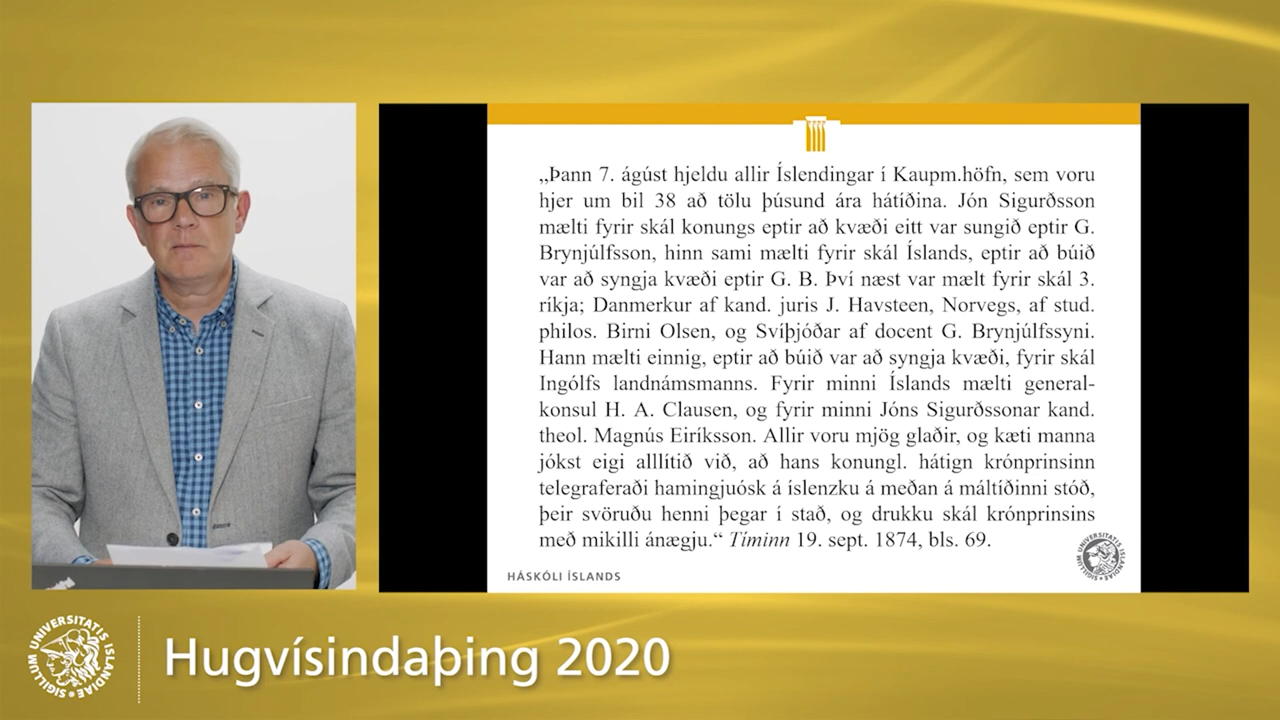 „Þann 7. ágúst hjeldu allir Íslendingar í Kaupm.höfn, sem voru
hjer um bil 38 að tölu þúsund ára hátíðina. Jón Sigurðsson
mælti fyrir skál konungs eptir að kvæði eitt var sungið eptir G.
Brynjúlfsson, hinn sami mælti fyrir skál Íslands, eptir að búið
var að syngja kvæði eptir G. B. Því næst var mælt fyrir skál 3.
ríkja; Danmerkur af kand. juris J. Havsteen, Norvegs, af stud.
philos. Birni Olsen, og Svíþjóðar af docent G. Brynjúlfssyni.
Hann mælti einnig, eptir að búið var að syngja kvæði, fyrir skál
Ingólfs landnámsmanns. Fyrir minni Íslands mælti general-
konsul H. A. Clausen, og fyrir minni Jóns Sigurðssonar kand.
theol. Magnús Eiríksson. Allir voru mjög glaðir, og kæti manna
jókst eigi alllítið við, að hans konungl. hátign krónprinsinn
telegraferaði hamingjuósk á íslenzku á meðan á máltíðinni stóð,
þeir svöruðu henni þegar í stað, og drukku skál krónprinsins
með mikilli ánægju.“ Tíminn 19. sept. 1874, bls. 69.
HÁSKÓLI ÍSLANDS
SIGILLUM UNIVERSITATIS ISLANDIAE
SIGILLUM UNIVERSITATIS ISLANDIAE
Hugvísindaþing 2020